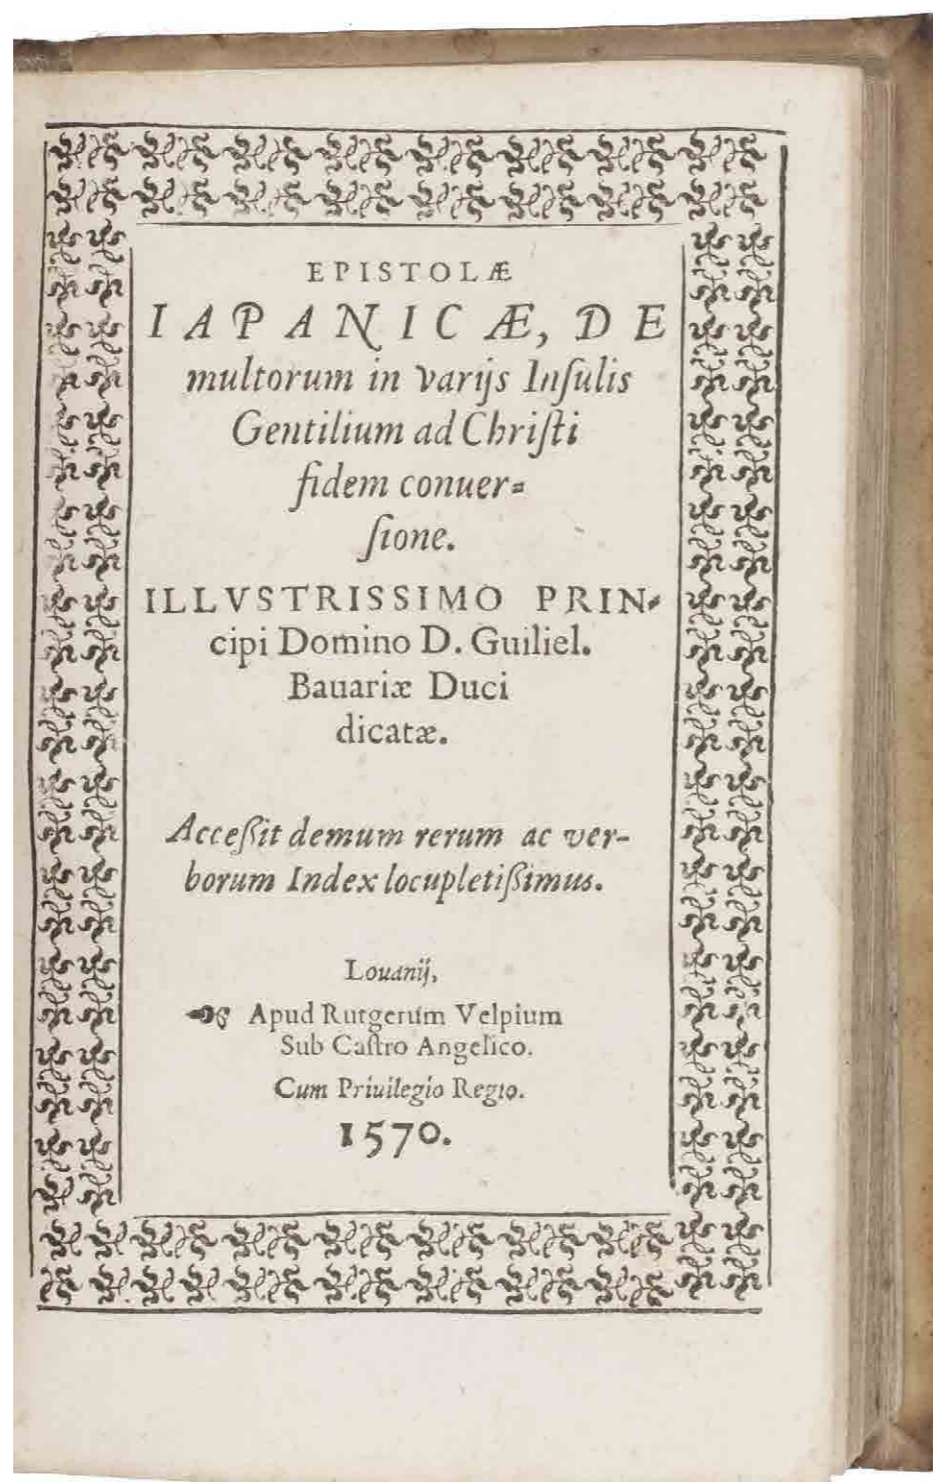 EPISTOLÆ
IAPANICÆ, DE
multorum in varijs Inſulis
Gentilium ad Chriſti
fidem conuer⸗
ſione.
ILLVSTRISSIMO PRIN⸗
cipi Domino D. Guiliel.
Bauariæ Duci
dicatæ.
Acceſsit demum rerum ac ver-
borum Index locupletiſsimus.
Louanij,
Apud Rutgerum Velpium
Sub Caſtro Angelico.
Cum Priuilegio Regio.
1570.